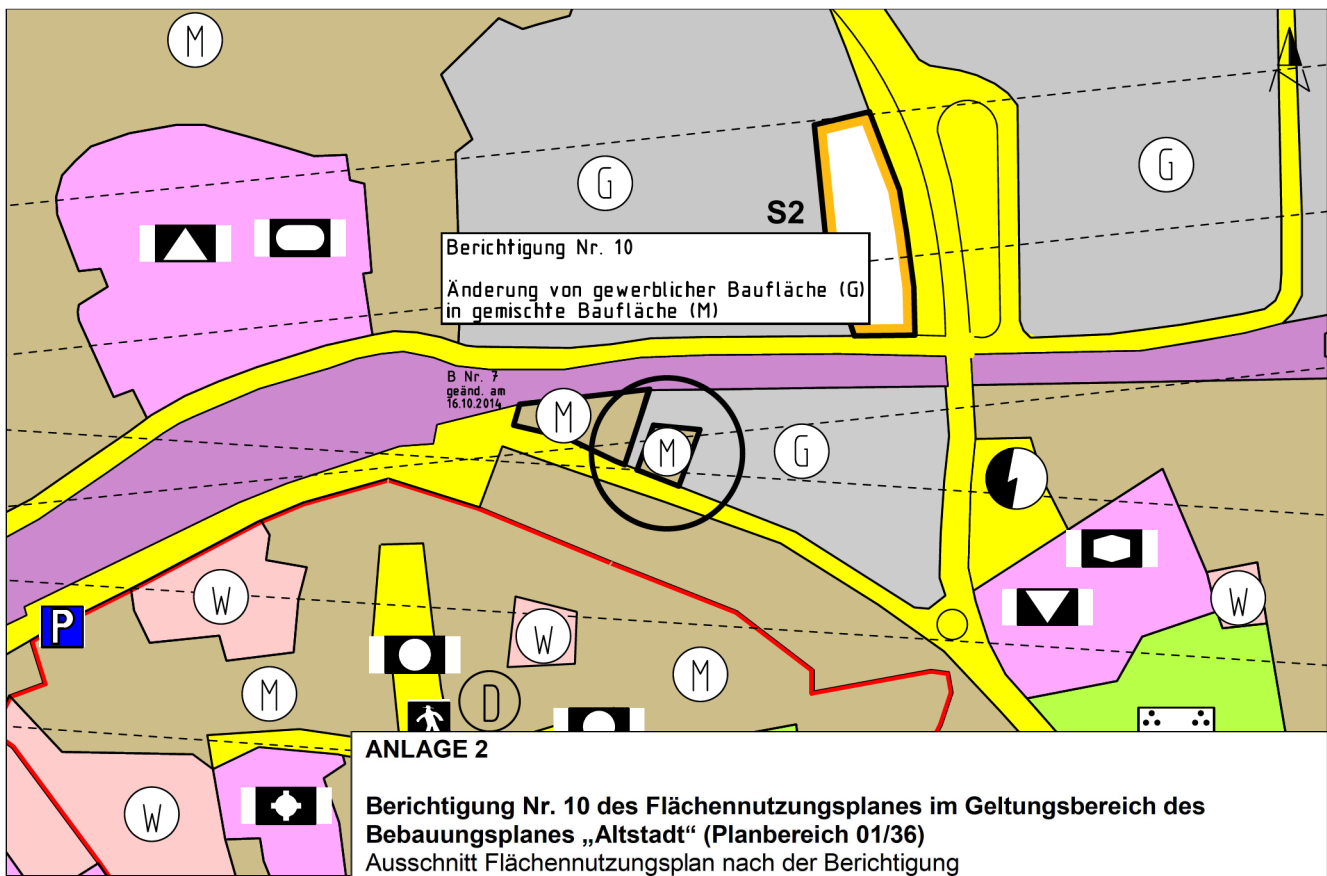 M
G
G
S2
Berichtigung Nr. 10
Änderung von gewerblicher Baufläche (G)
in gemischte Baufläche (M)
B Nr. 7
geänd. am
16.10.2014
M
M
G
W
P
W
W
M
M
D
W
ANLAGE 2
Berichtigung Nr. 10 des Flächennutzungsplanes im Geltungsbereich des
Bebauungsplanes „Altstadt“ (Planbereich 01/36)
Ausschnitt Flächennutzungsplan nach der Berichtigung